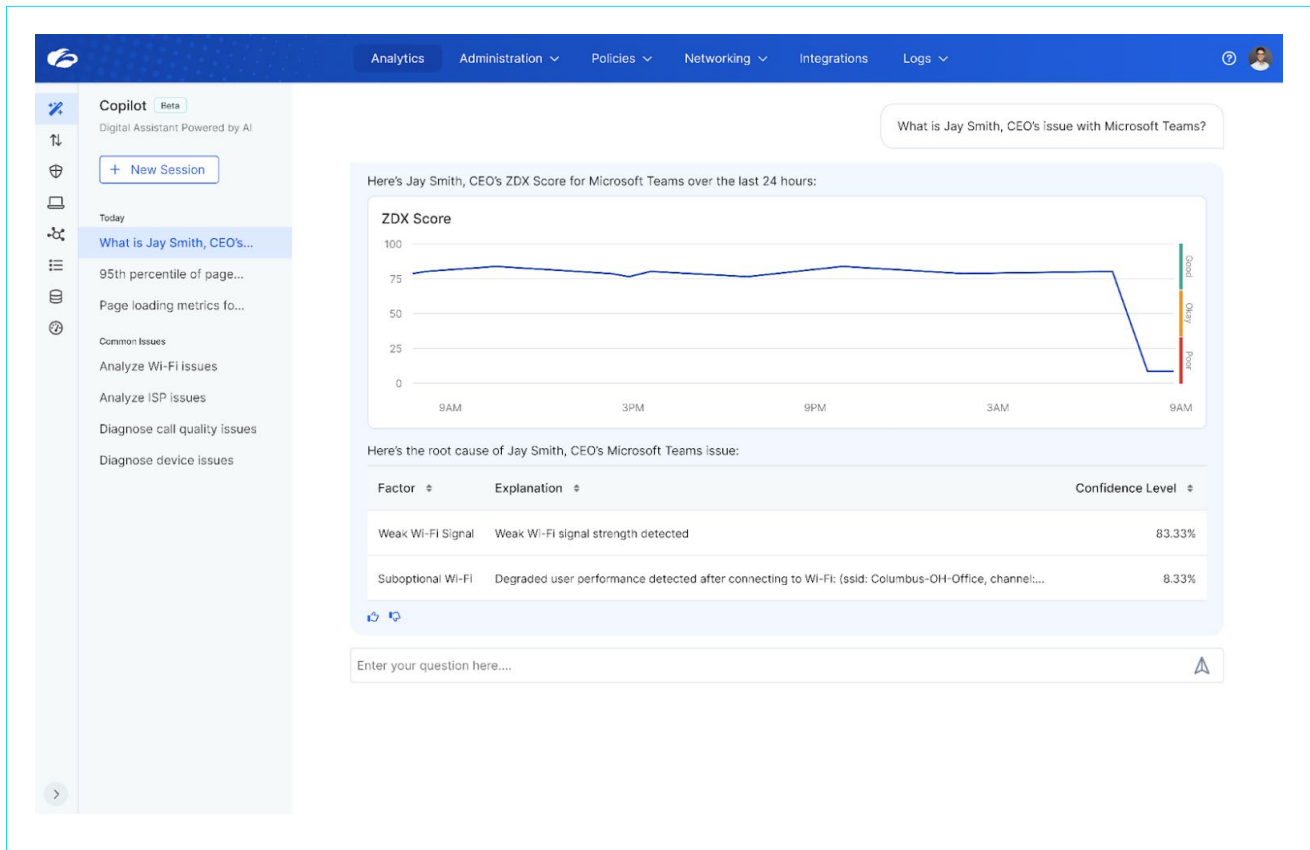 Analytics Administration Policies Networking Integrations Logs
Copilot Beta
Digital Assistant Powered by AI
+ New Session
Today
What is Jay Smith, CEO's...
95th percentile of page...
Page loading metrics fo...
Common Issues
Analyze Wi-Fi issues
Analyze ISP issues
Diagnose call quality issues
Diagnose device issues
What is Jay Smith, CEO's issue with Microsoft Teams?
Here's Jay Smith, CEO's ZDX Score for Microsoft Teams over the last 24 hours:
ZDX Score
100
75
50
25
0
9AM 3PM 9PM 3AM 9AM
Good
Okay
Poor
Here's the root cause of Jay Smith, CEO's Microsoft Teams issue:
Factor Explanation Confidence Level
Weak Wi-Fi Signal Weak Wi-Fi signal strength detected 83.33%
Suboptional Wi-Fi Degraded user performance detected after connecting to Wi-Fi: (ssid: Columbus-OH-Office, channel:... 8.33%
Enter your question here....